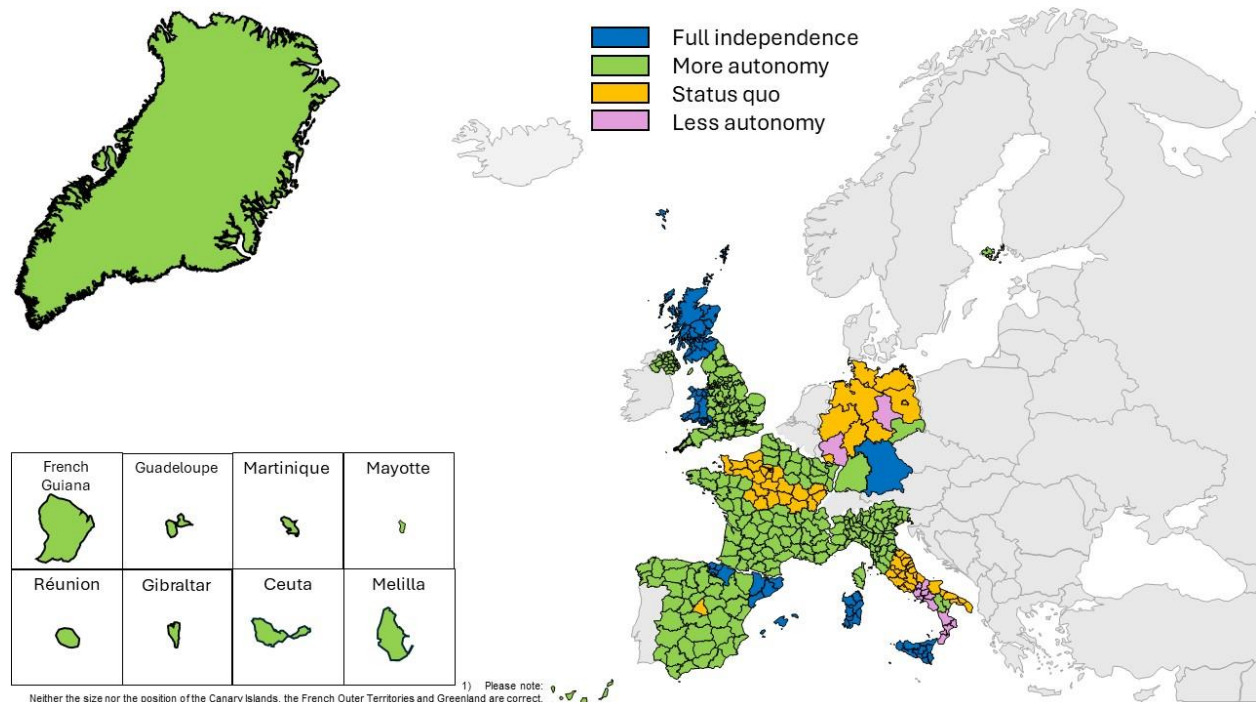 Full independence
More autonomy
Status quo
Less autonomy
French
Guiana
Guadeloupe
Martinique
Mayotte
Réunion
Gibraltar
Ceuta
Melilla
1) Please note:
Neither the size nor the position of the Canary Islands, the French Outer Territories and Greenland are correct.